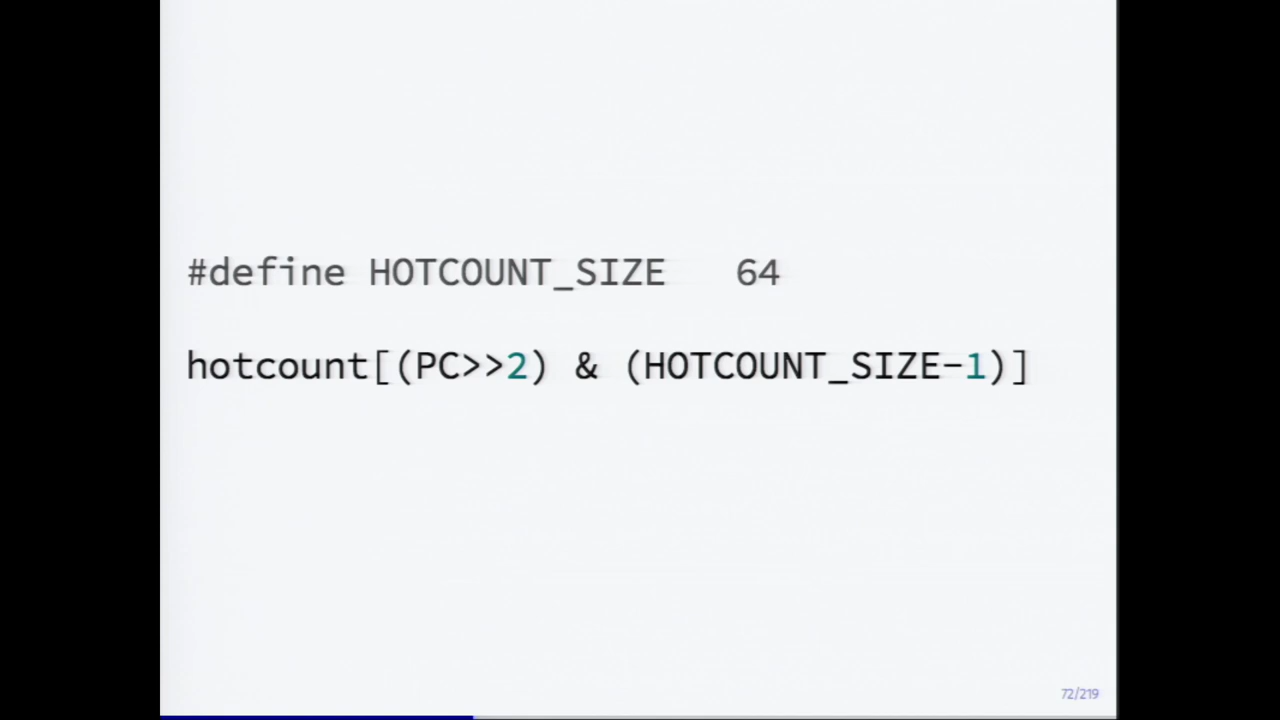 #define HOTCOUNT_SIZE   64
hotcount[(PC>>2) & (HOTCOUNT_SIZE-1)]
72/219